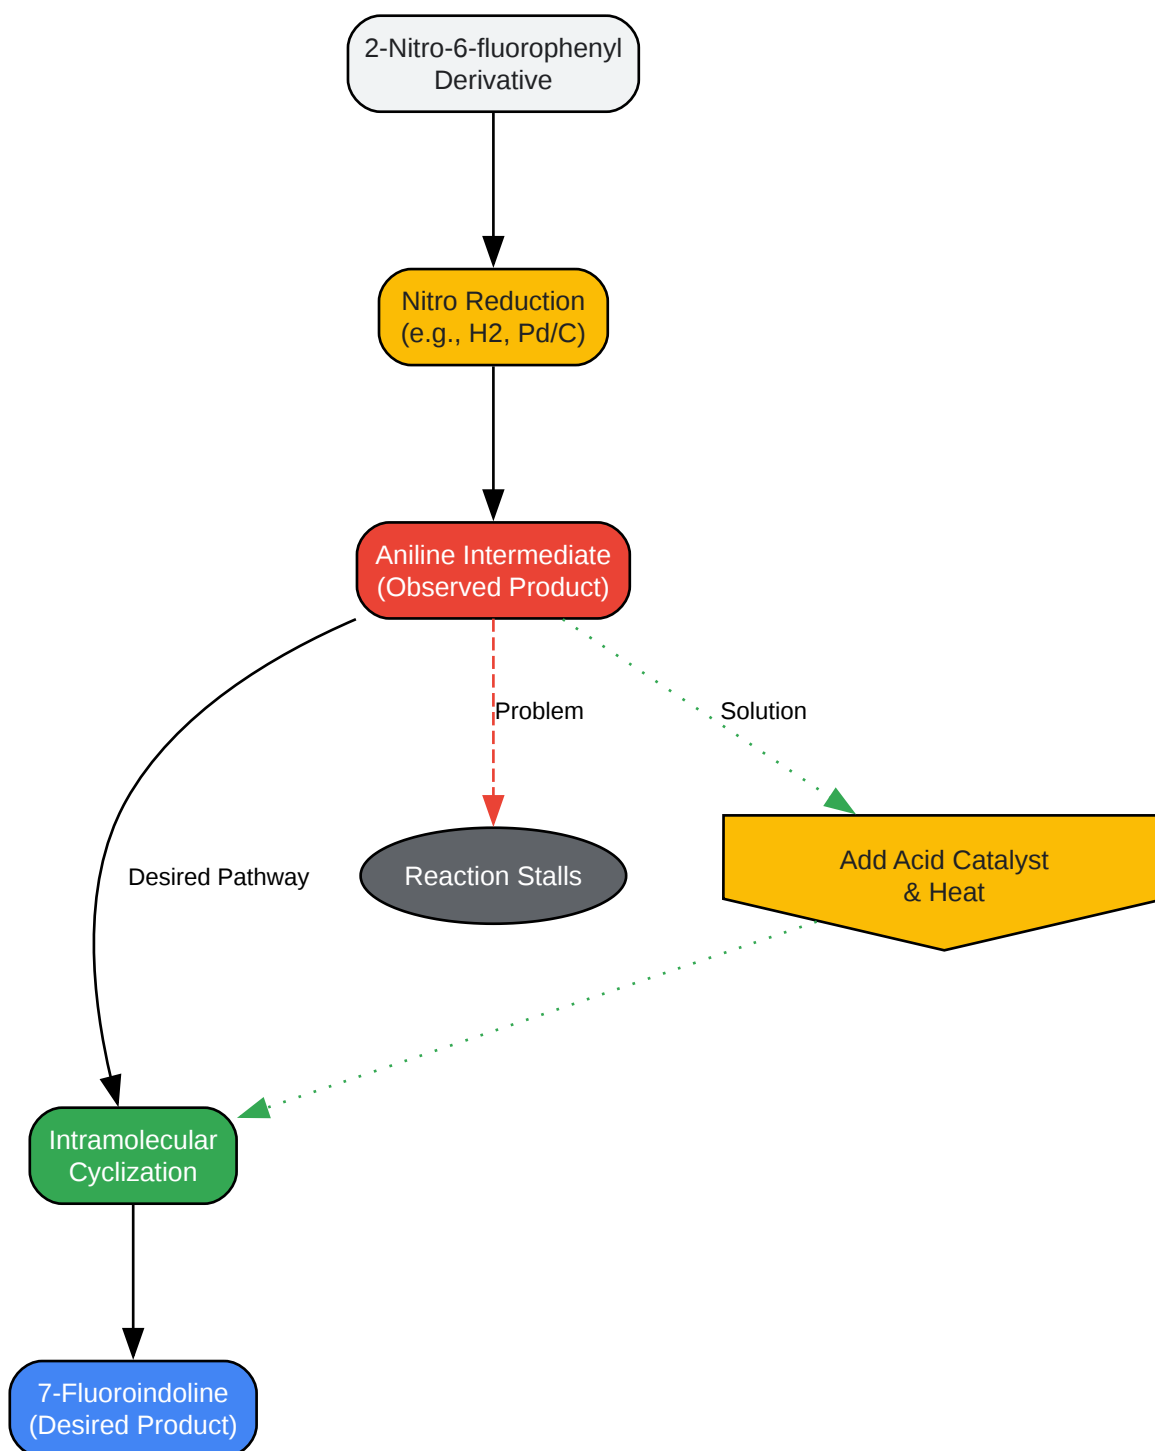 2-Nitro-6-fluorophenyl
Derivative
Nitro Reduction
(e.g., H2, Pd/C)
Aniline Intermediate
(Observed Product)
Problem
Solution
Desired Pathway
Reaction Stalls
Add Acid Catalyst
& Heat
Intramolecular
Cyclization
7-Fluoroindoline
(Desired Product)